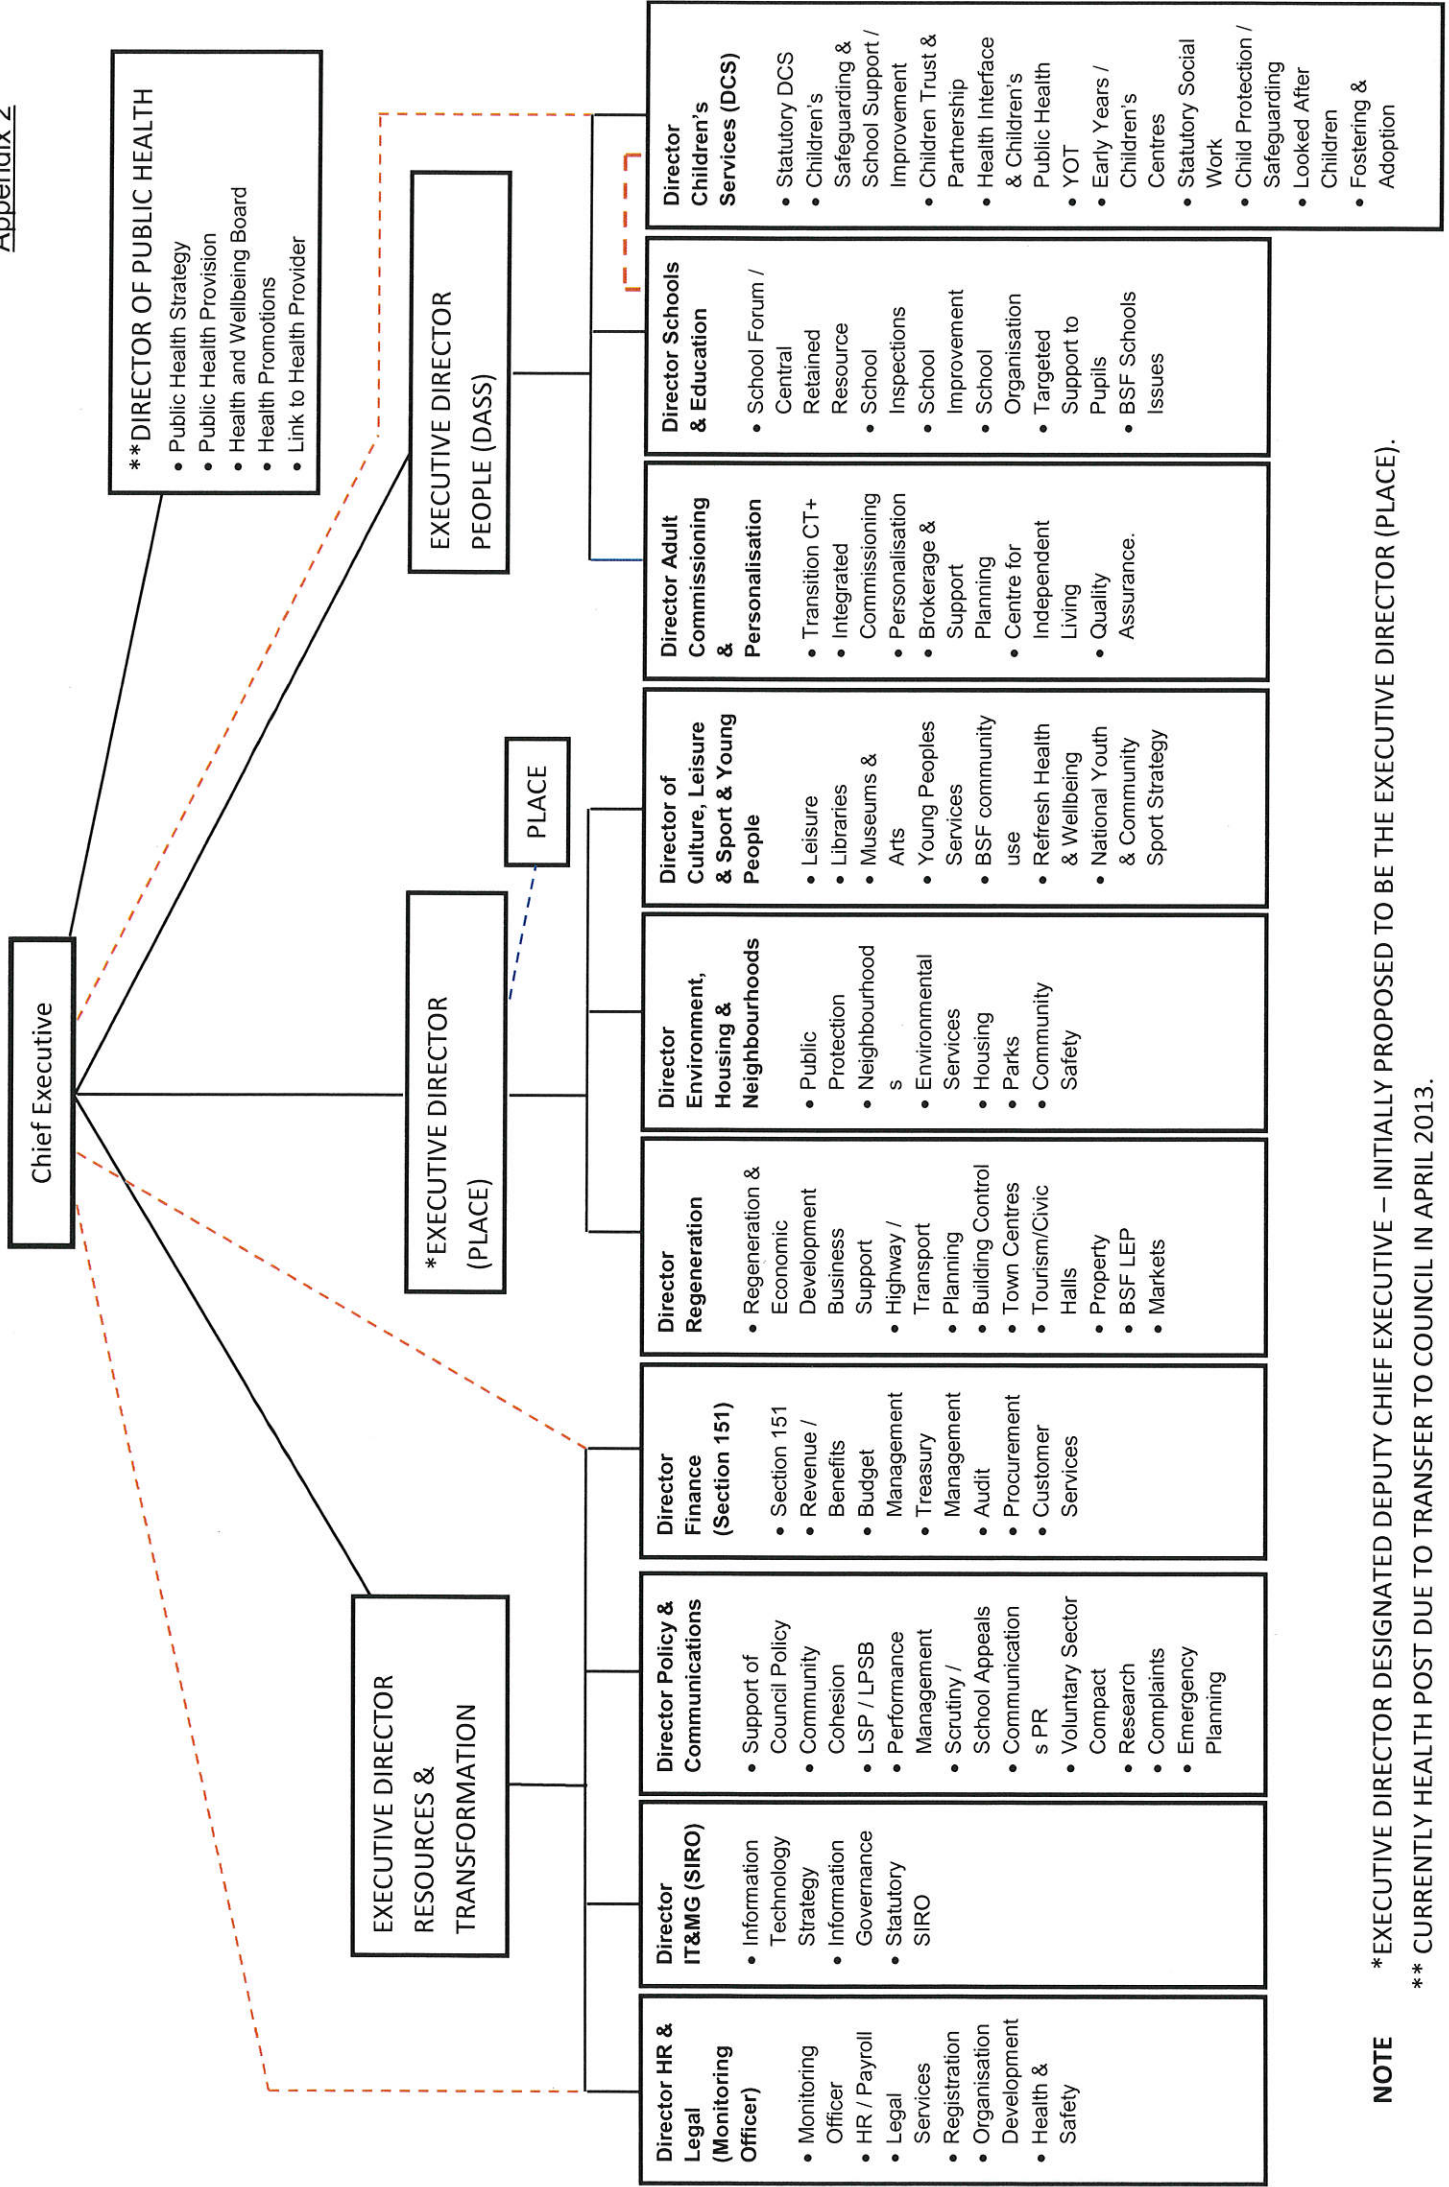 Appendix 2
Chief Executive
**DIRECTOR OF PUBLIC HEALTH
• Public Health Strategy
• Public Health Provision
• Health and Wellbeing Board
• Health Promotions
• Link to Health Provider
EXECUTIVE DIRECTOR
RESOURCES &
TRANSFORMATION
*EXECUTIVE DIRECTOR
(PLACE)
PLACE
EXECUTIVE DIRECTOR
PEOPLE (DASS)
Director HR &
Legal
(Monitoring
Officer)
• Monitoring
Officer
• HR / Payroll
• Legal
Services
• Registration
• Organisation
Development
• Health &
Safety
Director
IT&MG (SIRO)
• Information
Technology
Strategy
• Information
Governance
• Statutory
SIRO
Director Policy &
Communications
• Support of
Council Policy
• Community
Cohesion
• LSP / LPSB
• Performance
Management
• Scrutiny /
School Appeals
• Communication
s PR
• Voluntary Sector
Compact
• Research
• Complaints
• Emergency
Planning
Director
Finance
(Section 151)
• Section 151
• Revenue /
Benefits
• Budget
Management
• Treasury
Management
• Audit
• Procurement
• Customer
Services
Director
Regeneration
• Regeneration &
Economic
Development
Business
Support
• Highway /
Transport
• Planning
• Building Control
• Town Centres
• Tourism/Civic
Halls
• Property
• BSF LEP
• Markets
Director
Environment,
Housing &
Neighbourhoods
• Public
Protection
• Neighbourhood
s
• Environmental
Services
• Housing
• Parks
• Community
Safety
Director of
Culture, Leisure
& Sport & Young
People
• Leisure
• Libraries
• Museums &
Arts
• Young Peoples
Services
• BSF community
use
• Refresh Health
& Wellbeing
• National Youth
& Community
Sport Strategy
Director Adult
Commissioning
&
Personalisation
• Transition CT+
• Integrated
Commissioning
• Personalisation
• Brokerage &
Support
Planning
• Centre for
Independent
Living
• Quality
Assurance.
Director Schools
& Education
• School Forum /
Central
Retained
Resource
• School
Inspections
• School
Improvement
• School
Organisation
• Targeted
Support to
Pupils
• BSF Schools
Issues
Director
Children's
Services (DCS)
• Statutory DCS
• Children's
Safeguarding &
School Support /
Improvement
• Children Trust &
Partnership
• Health Interface
& Children's
Public Health
• YOT
• Early Years /
Children's
Centres
• Statutory Social
Work
• Child Protection /
Safeguarding
• Looked After
Children
• Fostering &
Adoption
NOTE *EXECUTIVE DIRECTOR DESIGNATED DEPUTY CHIEF EXECUTIVE – INITIALLY PROPOSED TO BE THE EXECUTIVE DIRECTOR (PLACE).
** CURRENTLY HEALTH POST DUE TO TRANSFER TO COUNCIL IN APRIL 2013.